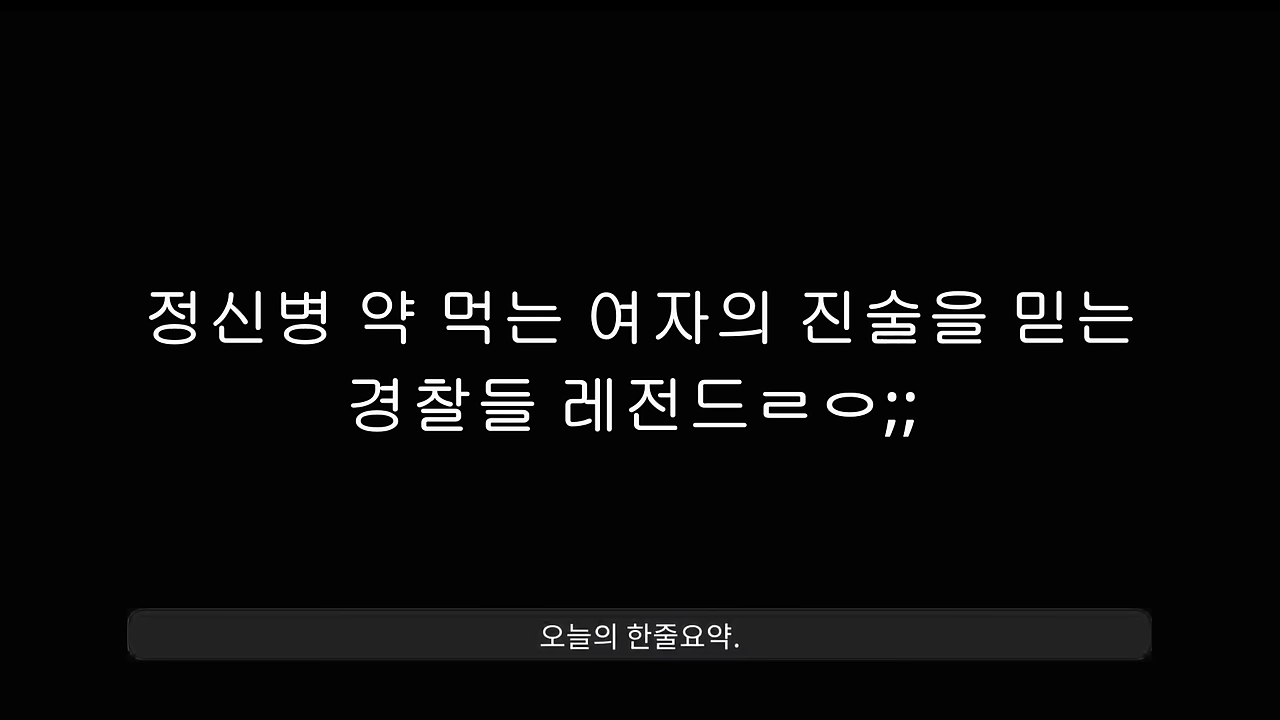 정신병 약 먹는 여자의 진술을 믿는
경찰들 레전드ㄹㅇ;;
오늘의 한줄요약.